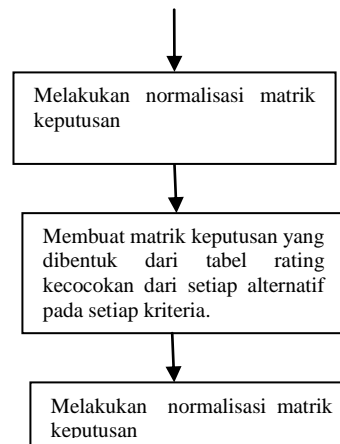 Melakukan normalisasi matrik
keputusan
Membuat matrik keputusan yang
dibentuk dari tabel rating
kecocokan dari setiap alternatif
pada setiap kriteria.
Melakukan normalisasi matrik
keputusan